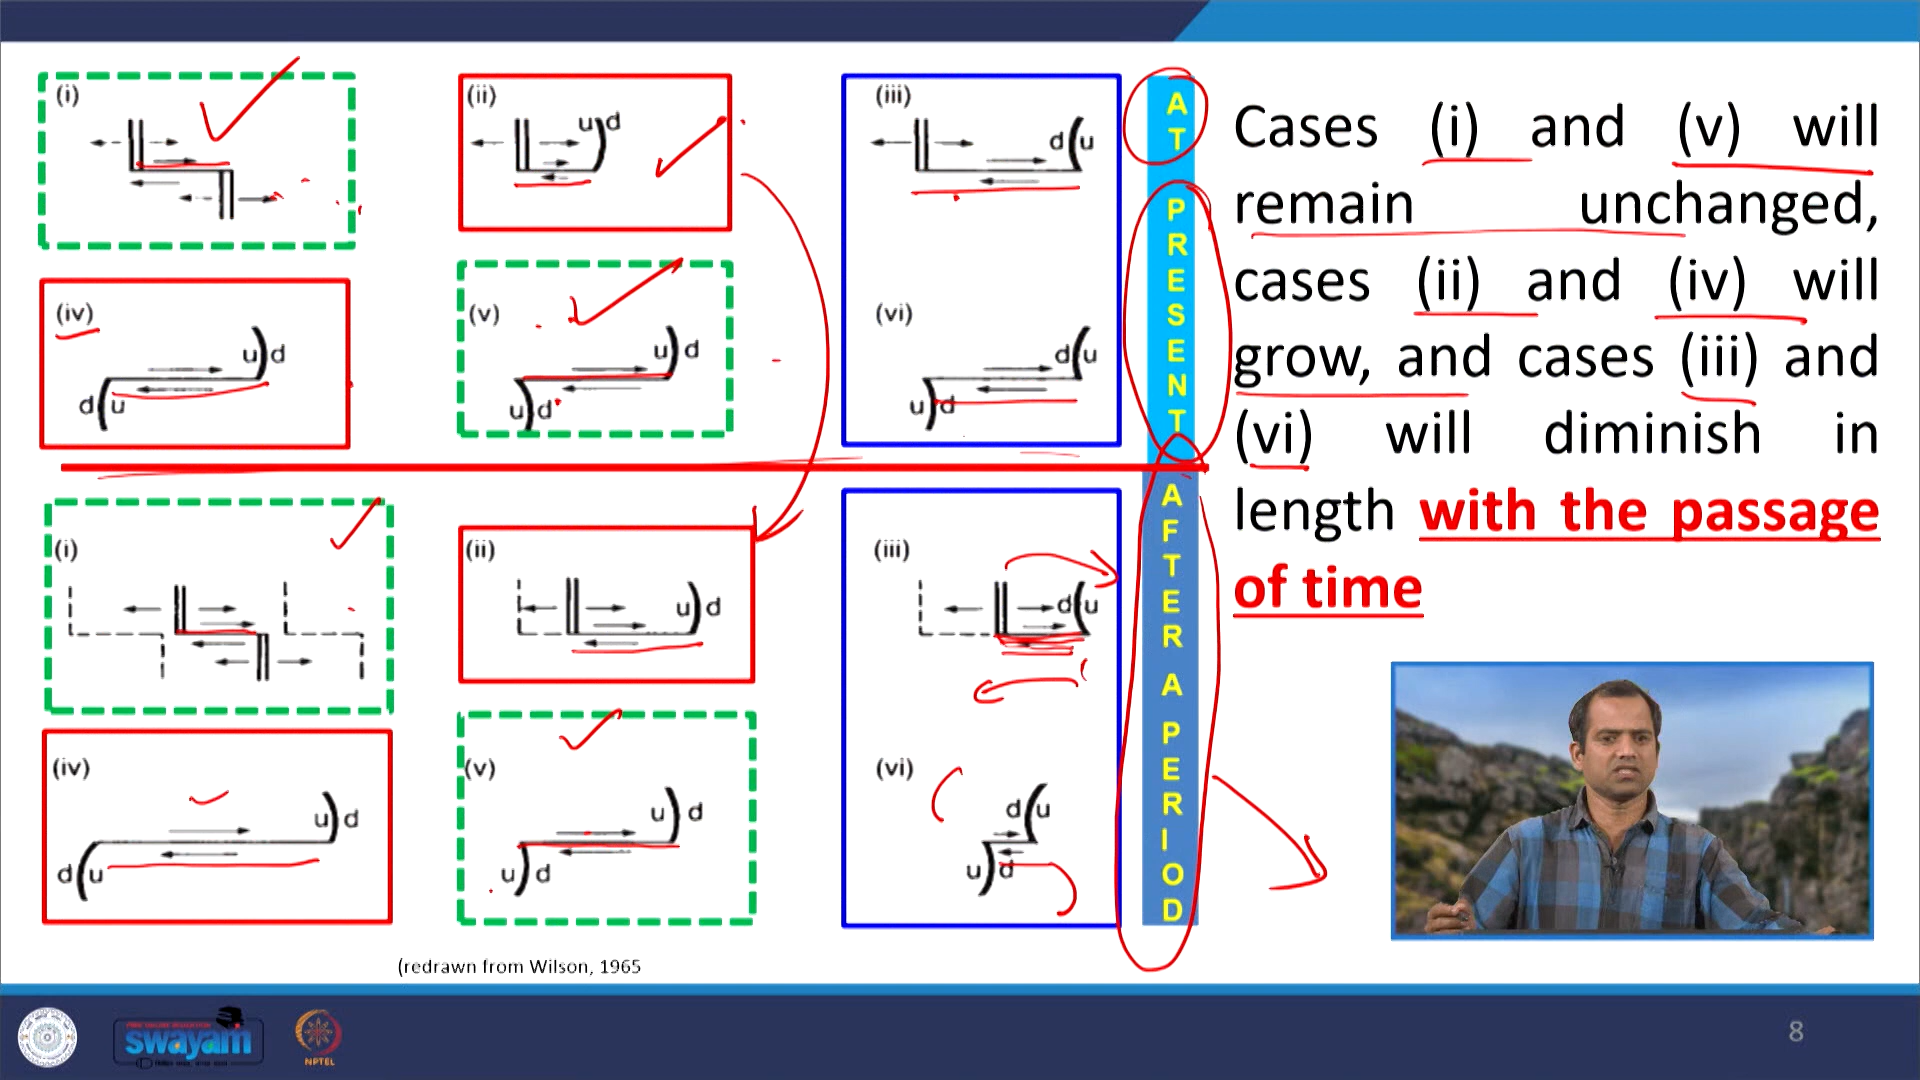 (i)
(ii)
u d
(iii)
d u
(iv)
u d
d u
(v)
u d
u d
(vi)
d u
u d
(i)
(ii)
u d
(iii)
d u
(iv)
u d
d u
(v)
u d
u d
(vi)
d u
u d
AT PRESENT
AFTER A PERIOD
Cases (i) and (v) will
remain unchanged,
cases (ii) and (iv) will
grow, and cases (iii) and
(vi) will diminish in
length with the passage
of time
(redrawn from Wilson, 1965
swayam
NPTEL
8